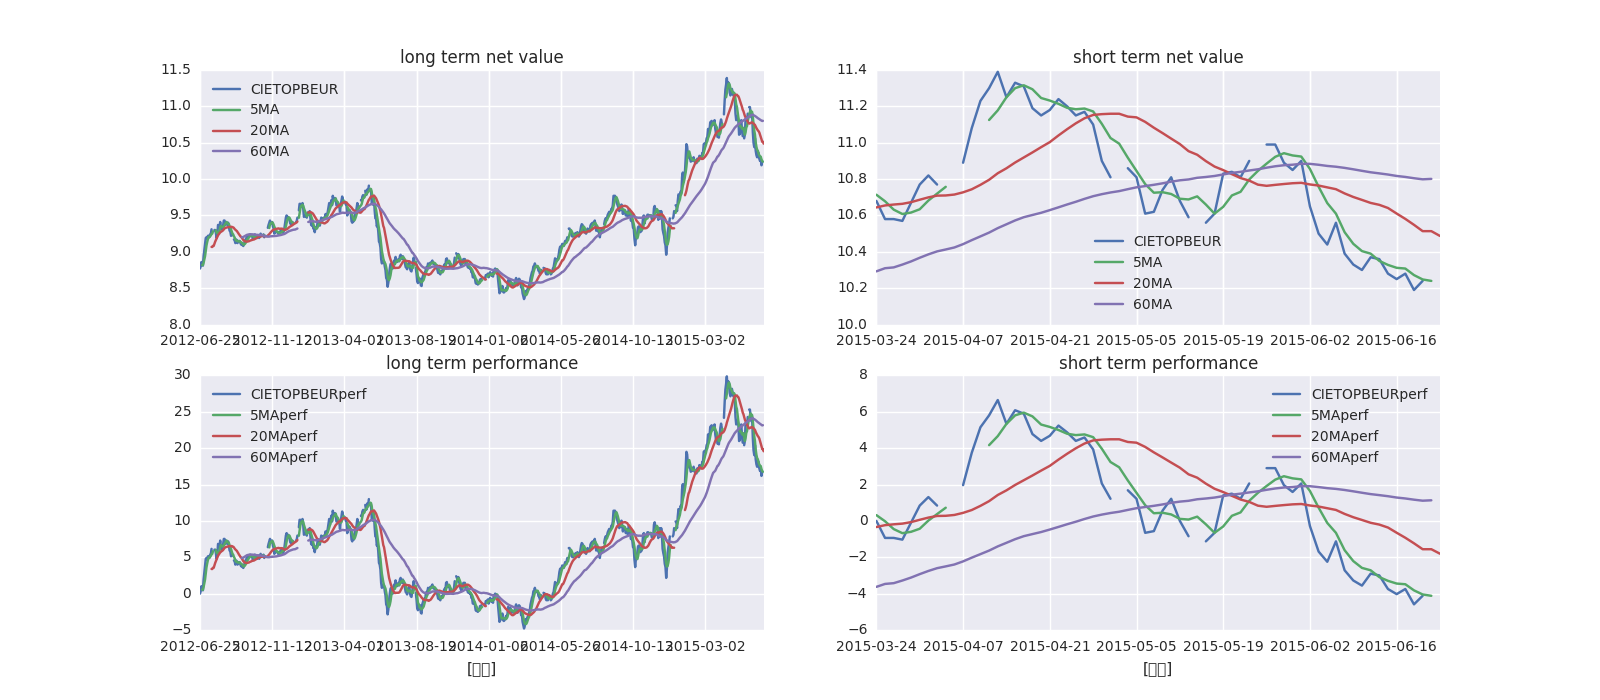 long term net value
11.5
11.0
10.5
10.0
9.5
9.0
8.5
8.0
CIETOPBEUR
5MA
20MA
60MA
2012-06-25 2012-11-12 2013-04-01 2013-08-19 2014-01-06 2014-05-26 2014-10-13 2015-03-02
short term net value
11.4
11.2
11.0
10.8
10.6
10.4
10.2
10.0
CIETOPBEUR
5MA
20MA
60MA
2015-03-24 2015-04-07 2015-04-21 2015-05-05 2015-05-19 2015-06-02 2015-06-16
long term performance
30
25
20
15
10
5
0
−5
CIETOPBEURperf
5MAperf
20MAperf
60MAperf
2012-06-25 2012-11-12 2013-04-01 2013-08-19 2014-01-06 2014-05-26 2014-10-13 2015-03-02
short term performance
8
6
4
2
0
−2
−4
−6
CIETOPBEURperf
5MAperf
20MAperf
60MAperf
2015-03-24 2015-04-07 2015-04-21 2015-05-05 2015-05-19 2015-06-02 2015-06-16